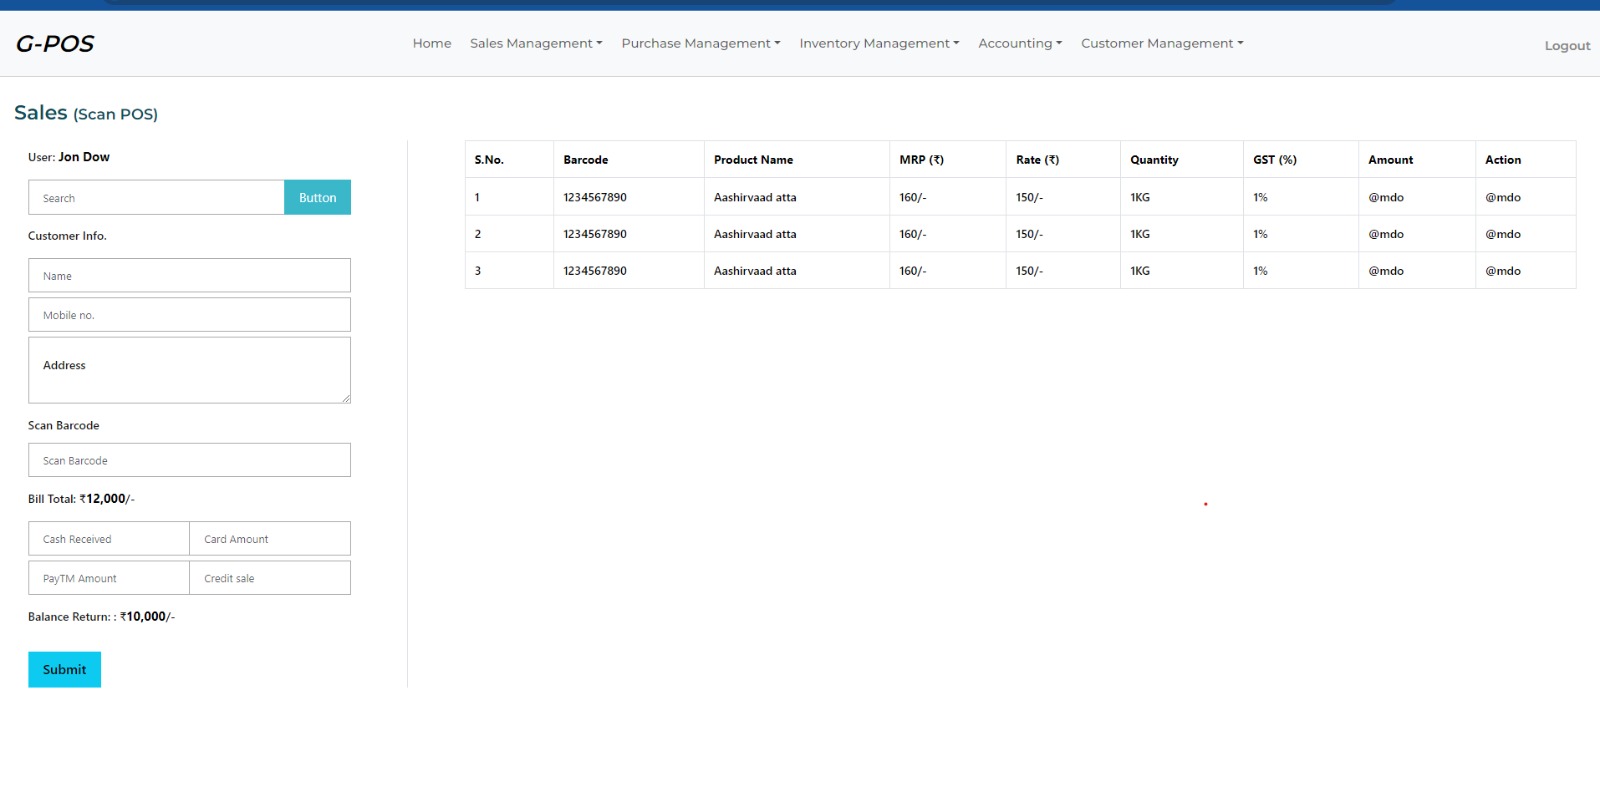 G-POS
Home Sales Management Purchase Management Inventory Management Accounting Customer Management
Logout
Sales (Scan POS)
User: Jon Dow
Search Button
Customer Info.
Name
Mobile no.
Address
Scan Barcode
Scan Barcode
Bill Total: ₹12,000/-
Cash Received Card Amount
PayTM Amount Credit sale
Balance Return: : ₹10,000/-
Submit
S.No. Barcode Product Name MRP (₹) Rate (₹) Quantity GST (%) Amount Action
1 1234567890 Aashirvaad atta 160/- 150/- 1KG 1% @mdo @mdo
2 1234567890 Aashirvaad atta 160/- 150/- 1KG 1% @mdo @mdo
3 1234567890 Aashirvaad atta 160/- 150/- 1KG 1% @mdo @mdo